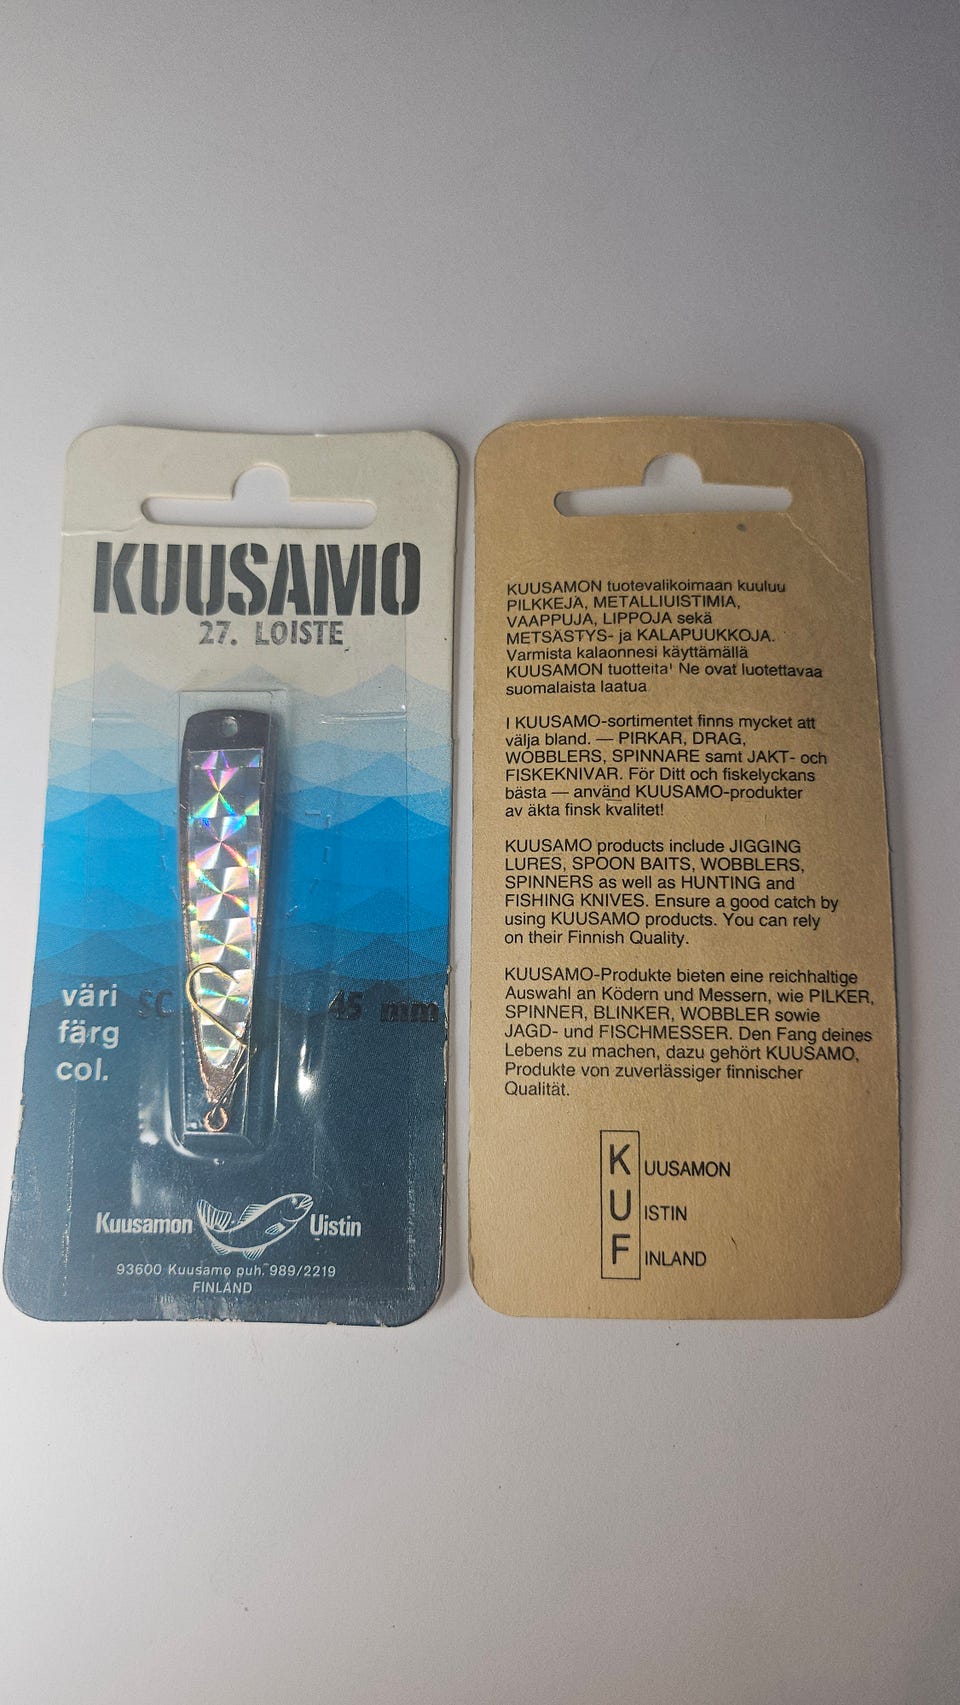 KUUSAMO
27. LOISTE
väri SC 45 mm
färg
col.
Kuusamon Uistin
93600 Kuusamo puh. 989/2219
FINLAND
KUUSAMON tuotevalikoimaan kuuluu
PILKKEJÄ, METALLIUISTIMIA,
VAAPPUJA, LIPPOJA sekä
METSÄSTYS- ja KALAPUUKKOJA.
Varmista kalaonnesi käyttämällä
KUUSAMON tuotteita! Ne ovat luotettavaa
suomalaista laatua
I KUUSAMO-sortimentet finns mycket att
välja bland. — PIRKAR, DRAG,
WOBBLERS, SPINNARE samt JAKT- och
FISKEKNIVAR. För Ditt och fiskelyckans
bästa — använd KUUSAMO-produkter
av äkta finsk kvalitet!
KUUSAMO products include JIGGING
LURES, SPOON BAITS, WOBBLERS,
SPINNERS as well as HUNTING and
FISHING KNIVES. Ensure a good catch by
using KUUSAMO products. You can rely
on their Finnish Quality.
KUUSAMO-Produkte bieten eine reichhaltige
Auswahl an Ködern und Messern, wie PILKER,
SPINNER, BLINKER, WOBBLER sowie
JAGD- und FISCHMESSER. Den Fang deines
Lebens zu machen, dazu gehört KUUSAMO,
Produkte von zuverlässiger finnischer
Qualität.
KUUSAMON
UISTIN
FINLAND